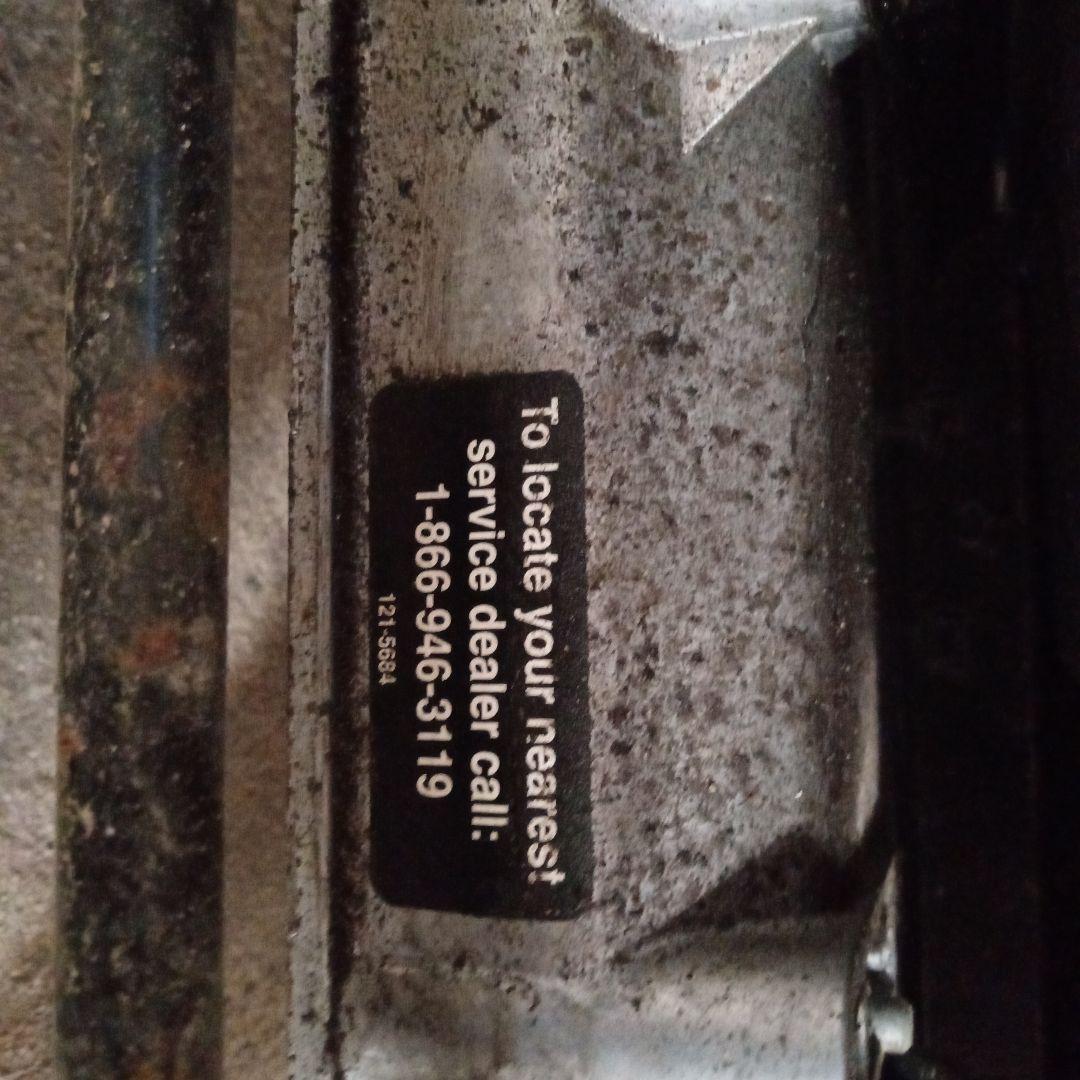 To locate your nearest
service dealer call:
1-866-946-3119
121-5684